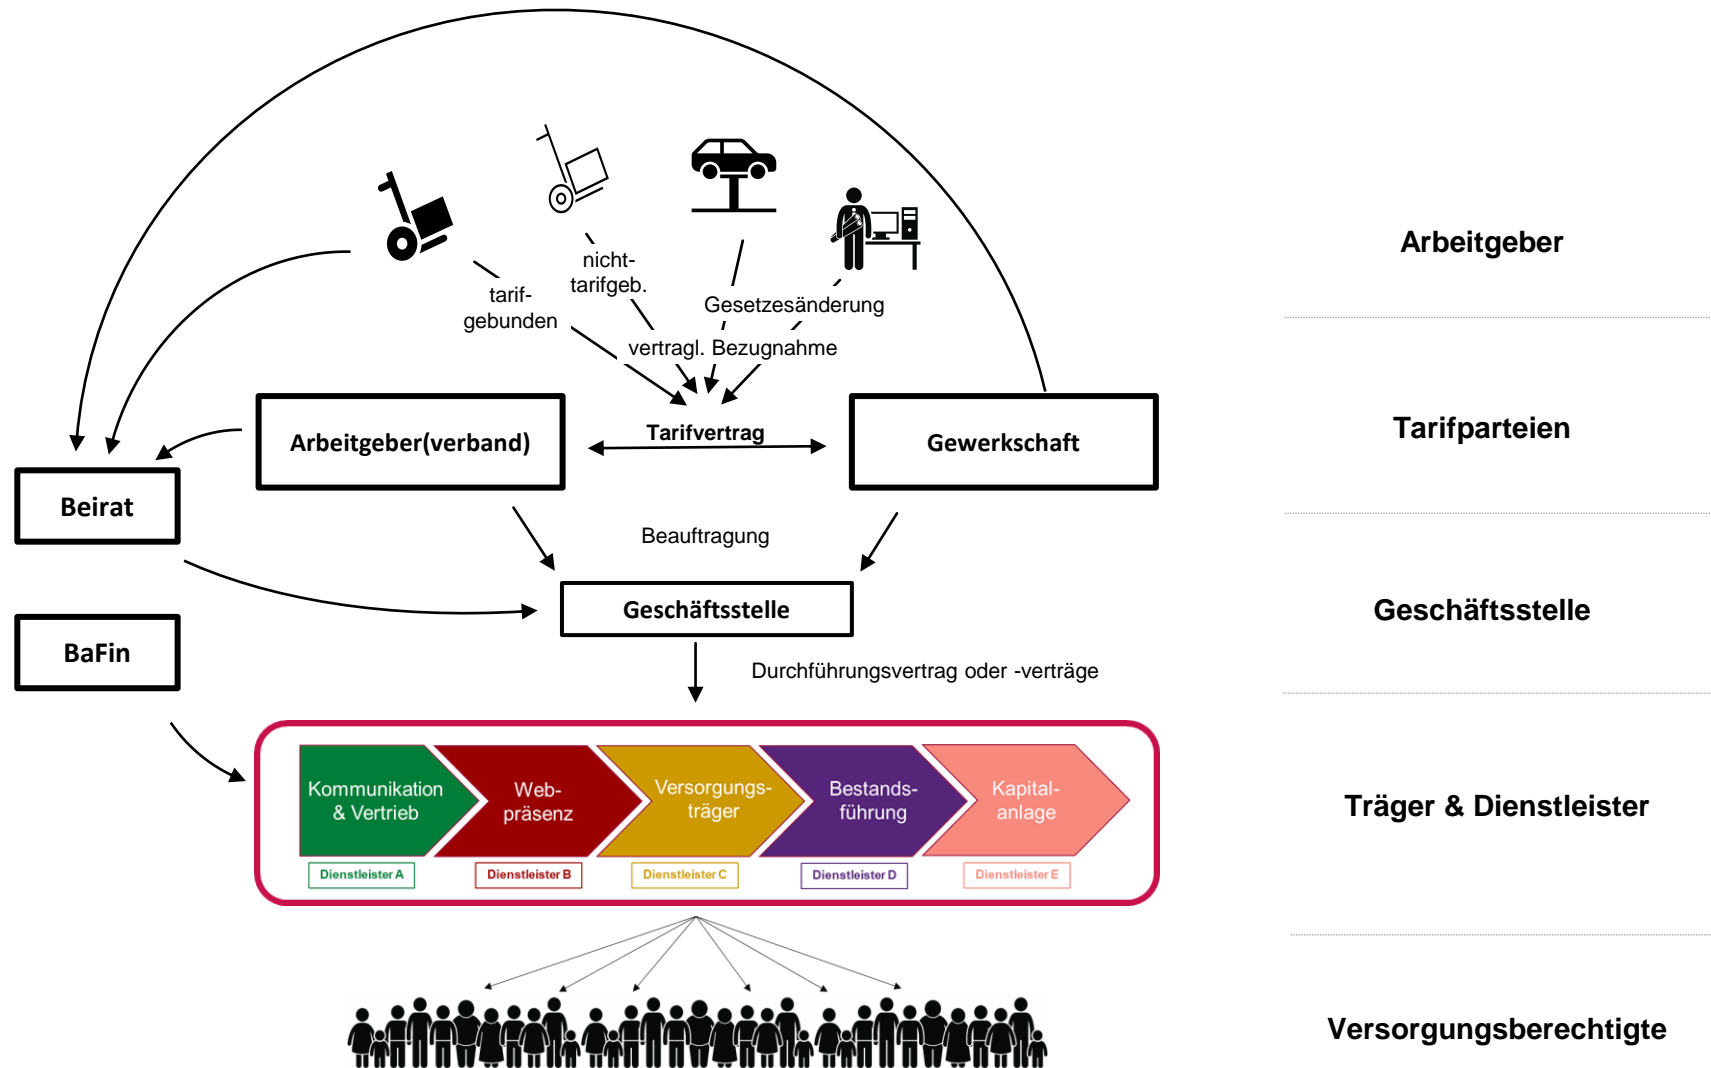 nicht-
tarifgeb.
tarif-
gebunden
Gesetzesänderung
vertragl. Bezugnahme
Arbeitgeber
Arbeitgeber(verband)
Tarifvertrag
Gewerkschaft
Tarifparteien
Beirat
Beauftragung
Geschäftsstelle
Geschäftsstelle
BaFin
Durchführungsvertrag oder -verträge
Kommunikation
& Vertrieb
Web-
präsenz
Versorgungs-
träger
Bestands-
führung
Kapital-
anlage
Träger & Dienstleister
Dienstleister A
Dienstleister B
Dienstleister C
Dienstleister D
Dienstleister E
Versorgungsberechtigte